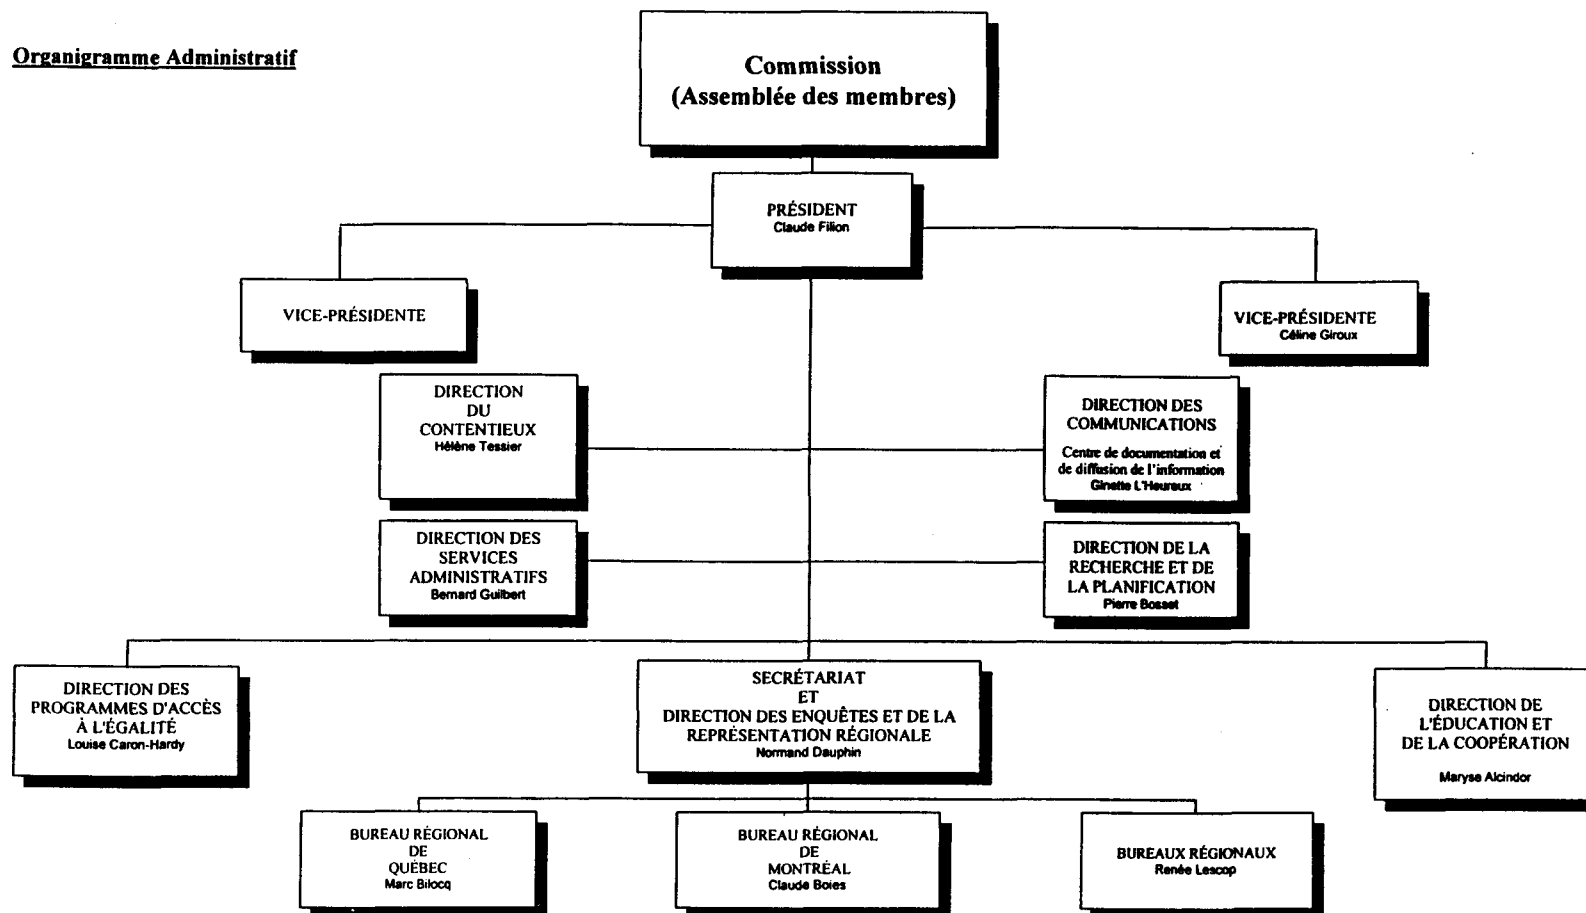 Organigramme Administratif
Commission
(Assemblée des membres)
PRÉSIDENT
Claude Filion
VICE-PRÉSIDENTE
VICE-PRÉSIDENTE
Céline Giroux
DIRECTION
DU
CONTENTIEUX
Hélène Tessier
DIRECTION DES
COMMUNICATIONS
Centre de documentation et
de diffusion de l'information
Ginette L'Heureux
DIRECTION DES
SERVICES
ADMINISTRATIFS
Bernard Guilbert
DIRECTION DE LA
RECHERCHE ET DE
LA PLANIFICATION
Pierre Bosset
DIRECTION DES
PROGRAMMES D'ACCÈS
À L'ÉGALITÉ
Louise Caron-Hardy
SECRÉTARIAT
ET
DIRECTION DES ENQUÊTES ET DE LA
REPRÉSENTATION RÉGIONALE
Normand Dauphin
DIRECTION DE
L'ÉDUCATION ET
DE LA COOPÉRATION
Maryse Alcindor
BUREAU RÉGIONAL
DE
QUÉBEC
Marc Bilocq
BUREAU RÉGIONAL
DE
MONTRÉAL
Claude Boies
BUREAUX RÉGIONAUX
Renée Lescop